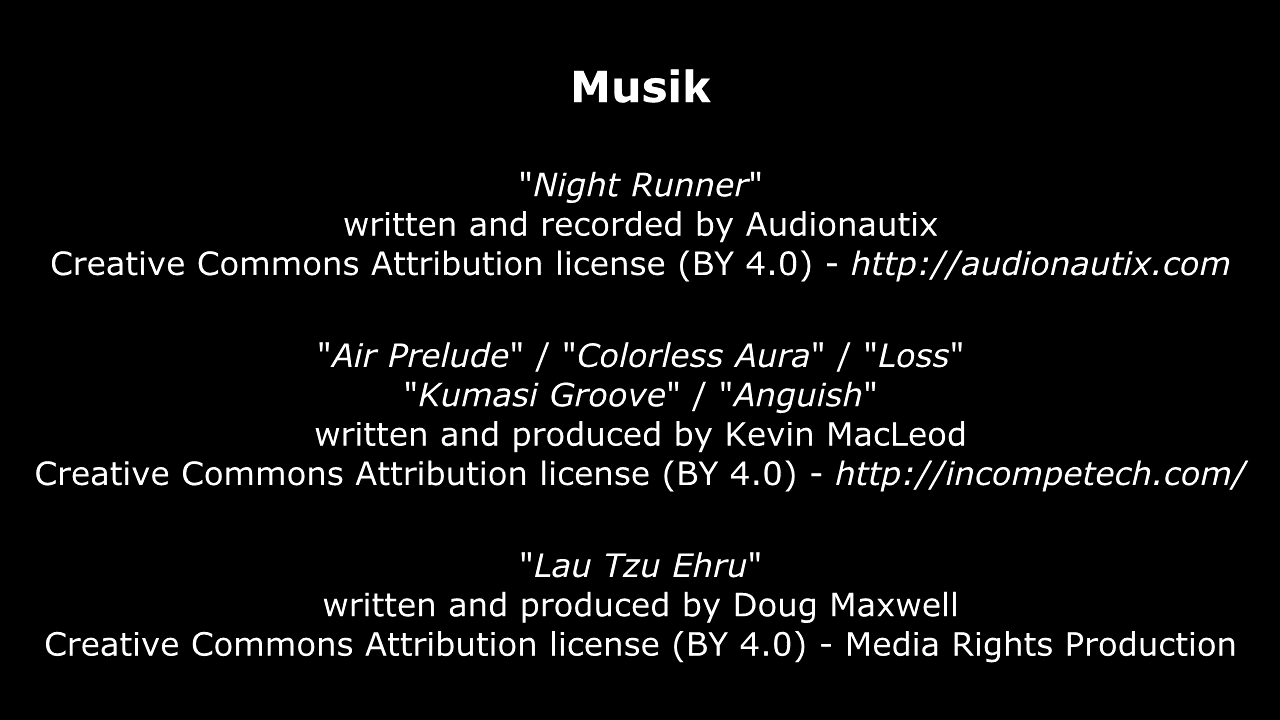 Musik
"Night Runner"
written and recorded by Audionautix
Creative Commons Attribution license (BY 4.0) - http://audionautix.com
"Air Prelude" / "Colorless Aura" / "Loss"
"Kumasi Groove" / "Anguish"
written and produced by Kevin MacLeod
Creative Commons Attribution license (BY 4.0) - http://incompetech.com/
"Lau Tzu Ehru"
written and produced by Doug Maxwell
Creative Commons Attribution license (BY 4.0) - Media Rights Production